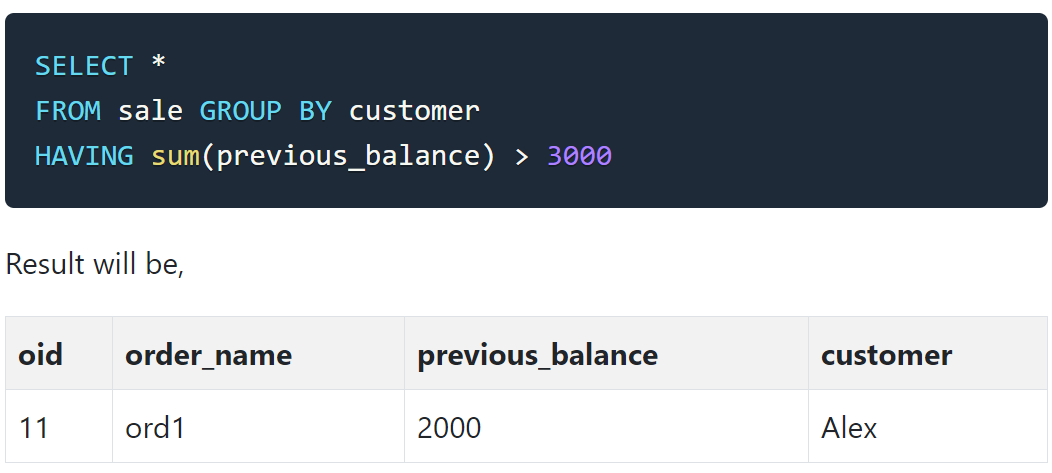 SELECT *
FROM sale GROUP BY customer
HAVING sum(previous_balance) > 3000
Result will be,
oid order_name previous_balance customer
11 ord1 2000 Alex